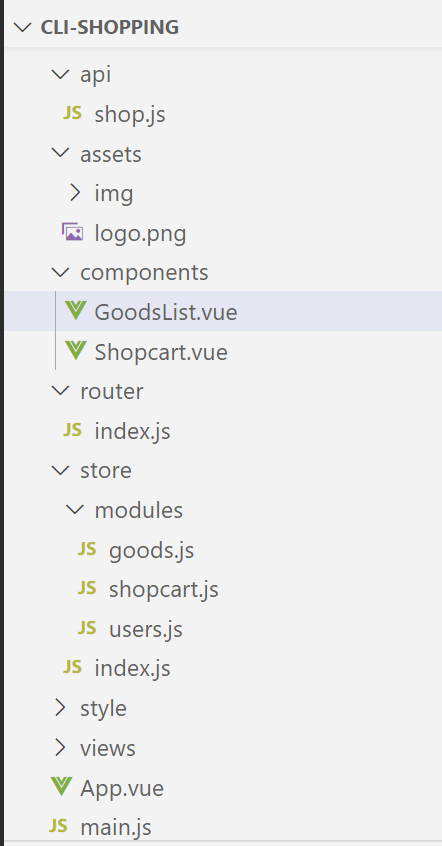 CLI-SHOPPING
api
JS shop.js
assets
img
logo.png
components
GoodsList.vue
Shopcart.vue
router
JS index.js
store
modules
JS goods.js
JS shopcart.js
JS users.js
JS index.js
style
views
App.vue
JS main.js